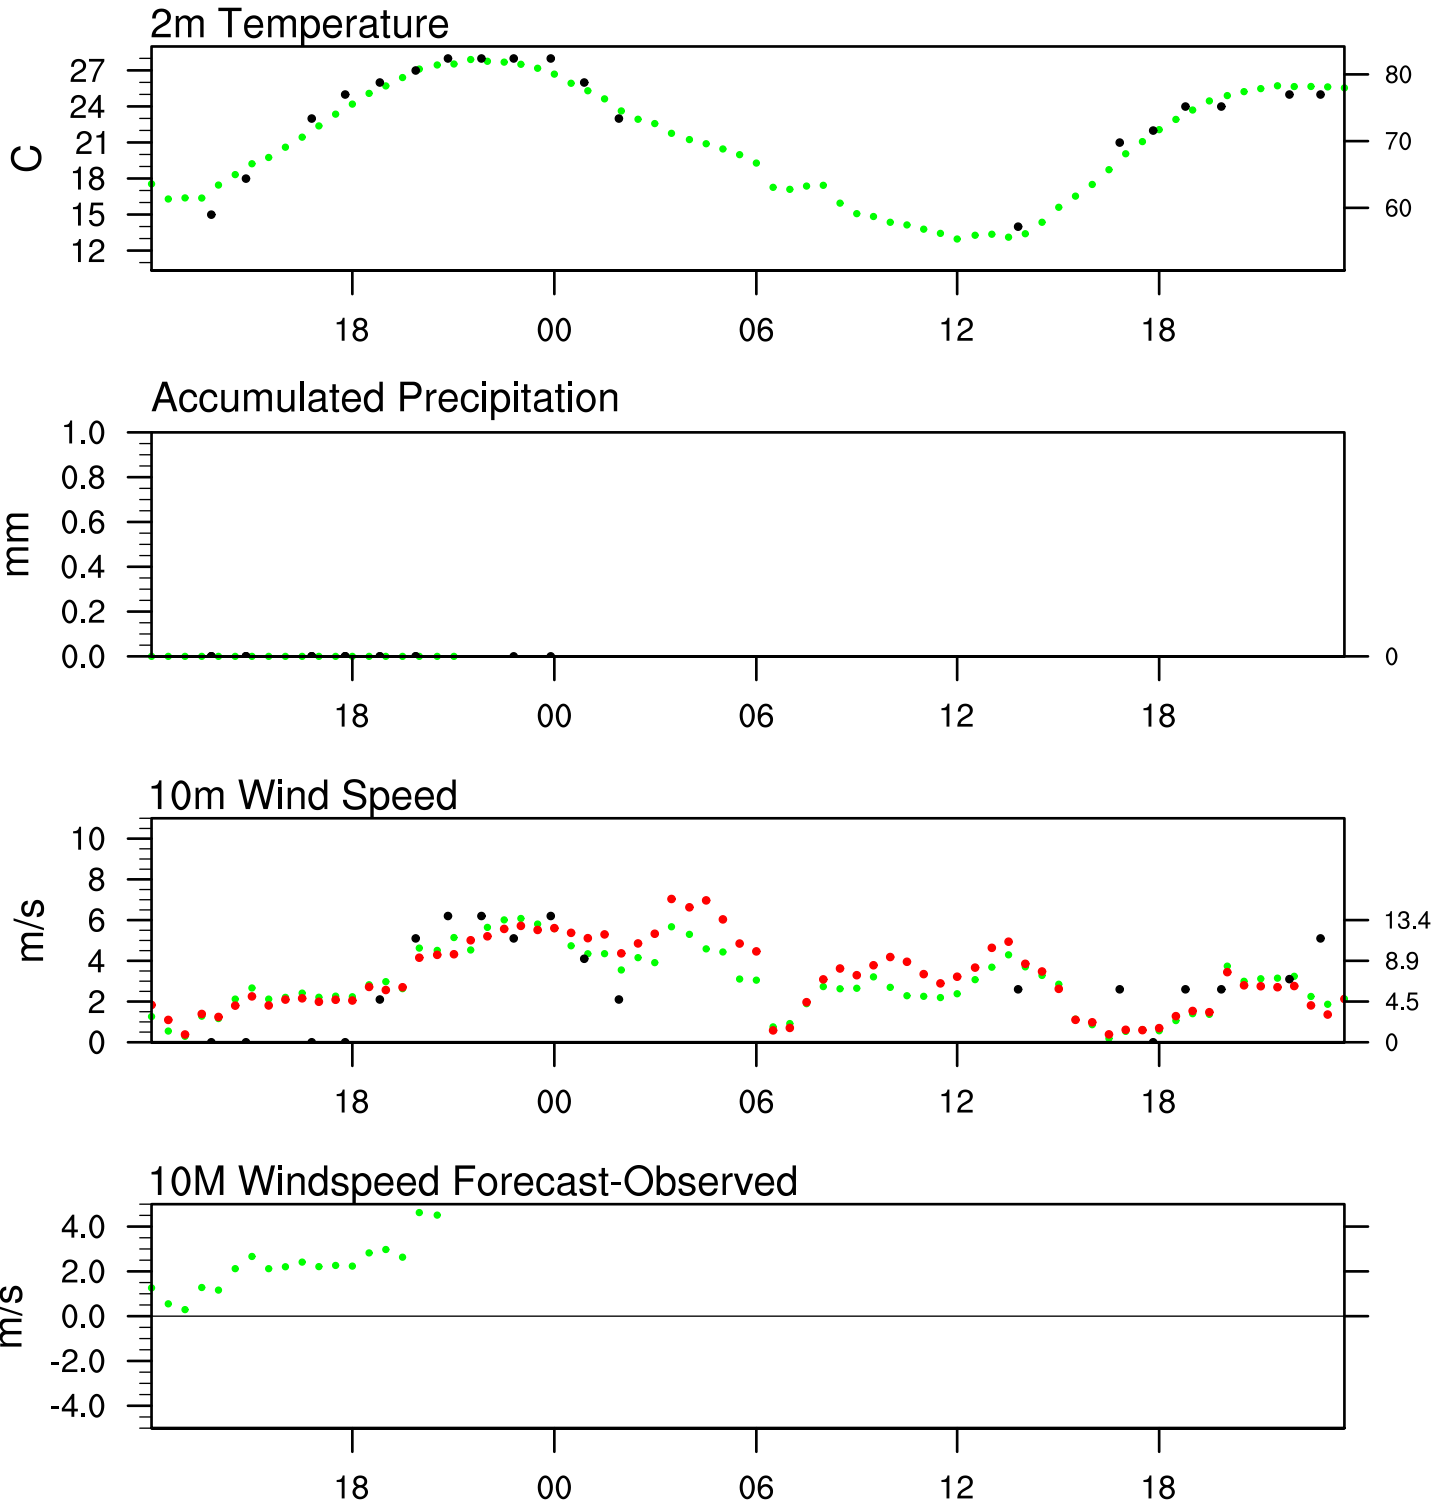 2m Temperature
27
24
21
18
15
12
C
80
70
60
18 00 06 12 18
Accumulated Precipitation
1.0
0.8
0.6
0.4
0.2
0.0
mm
0
18 00 06 12 18
10m Wind Speed
10
8
6
4
2
0
m/s
13.4
8.9
4.5
0
18 00 06 12 18
10M Windspeed Forecast-Observed
4.0
2.0
0.0
-2.0
-4.0
m/s
18 00 06 12 18